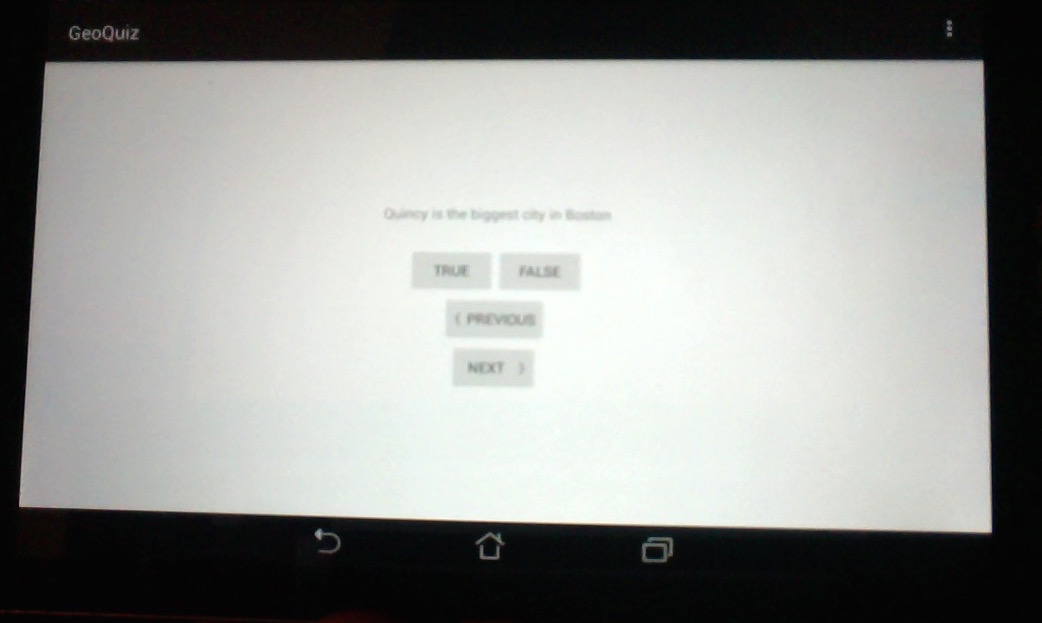 GeoQuiz
Quincy is the biggest city in Boston
TRUE FALSE
< PREVIOUS
NEXT >